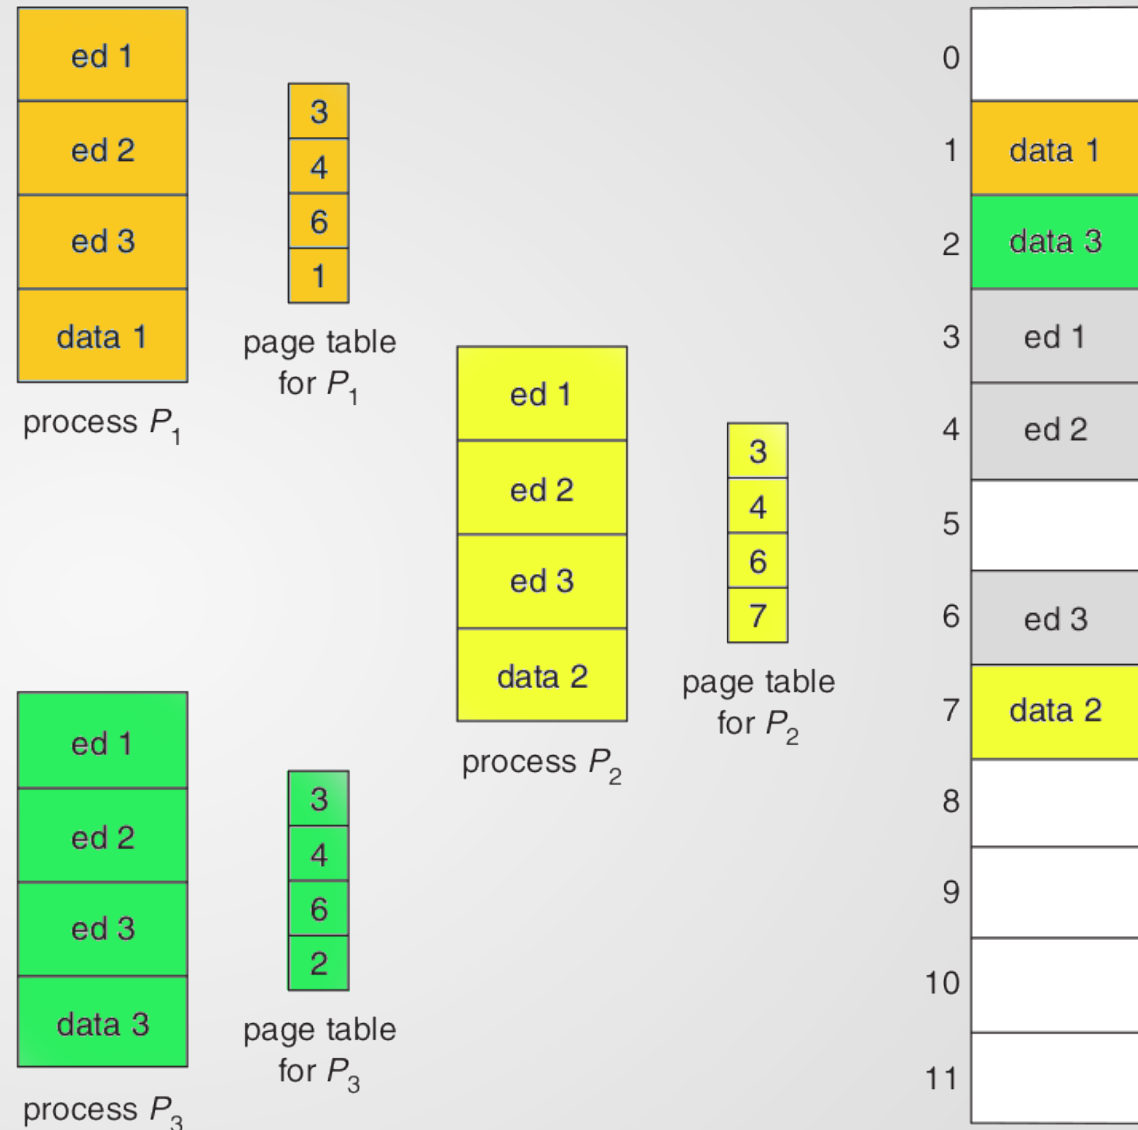 ed 1
ed 2
ed 3
data 1
process P1
3
4
6
1
page table
for P1
ed 1
ed 2
ed 3
data 2
process P2
3
4
6
7
page table
for P2
ed 1
ed 2
ed 3
data 3
process P3
3
4
6
2
page table
for P3
0
1 data 1
2 data 3
3 ed 1
4 ed 2
5
6 ed 3
7 data 2
8
9
10
11